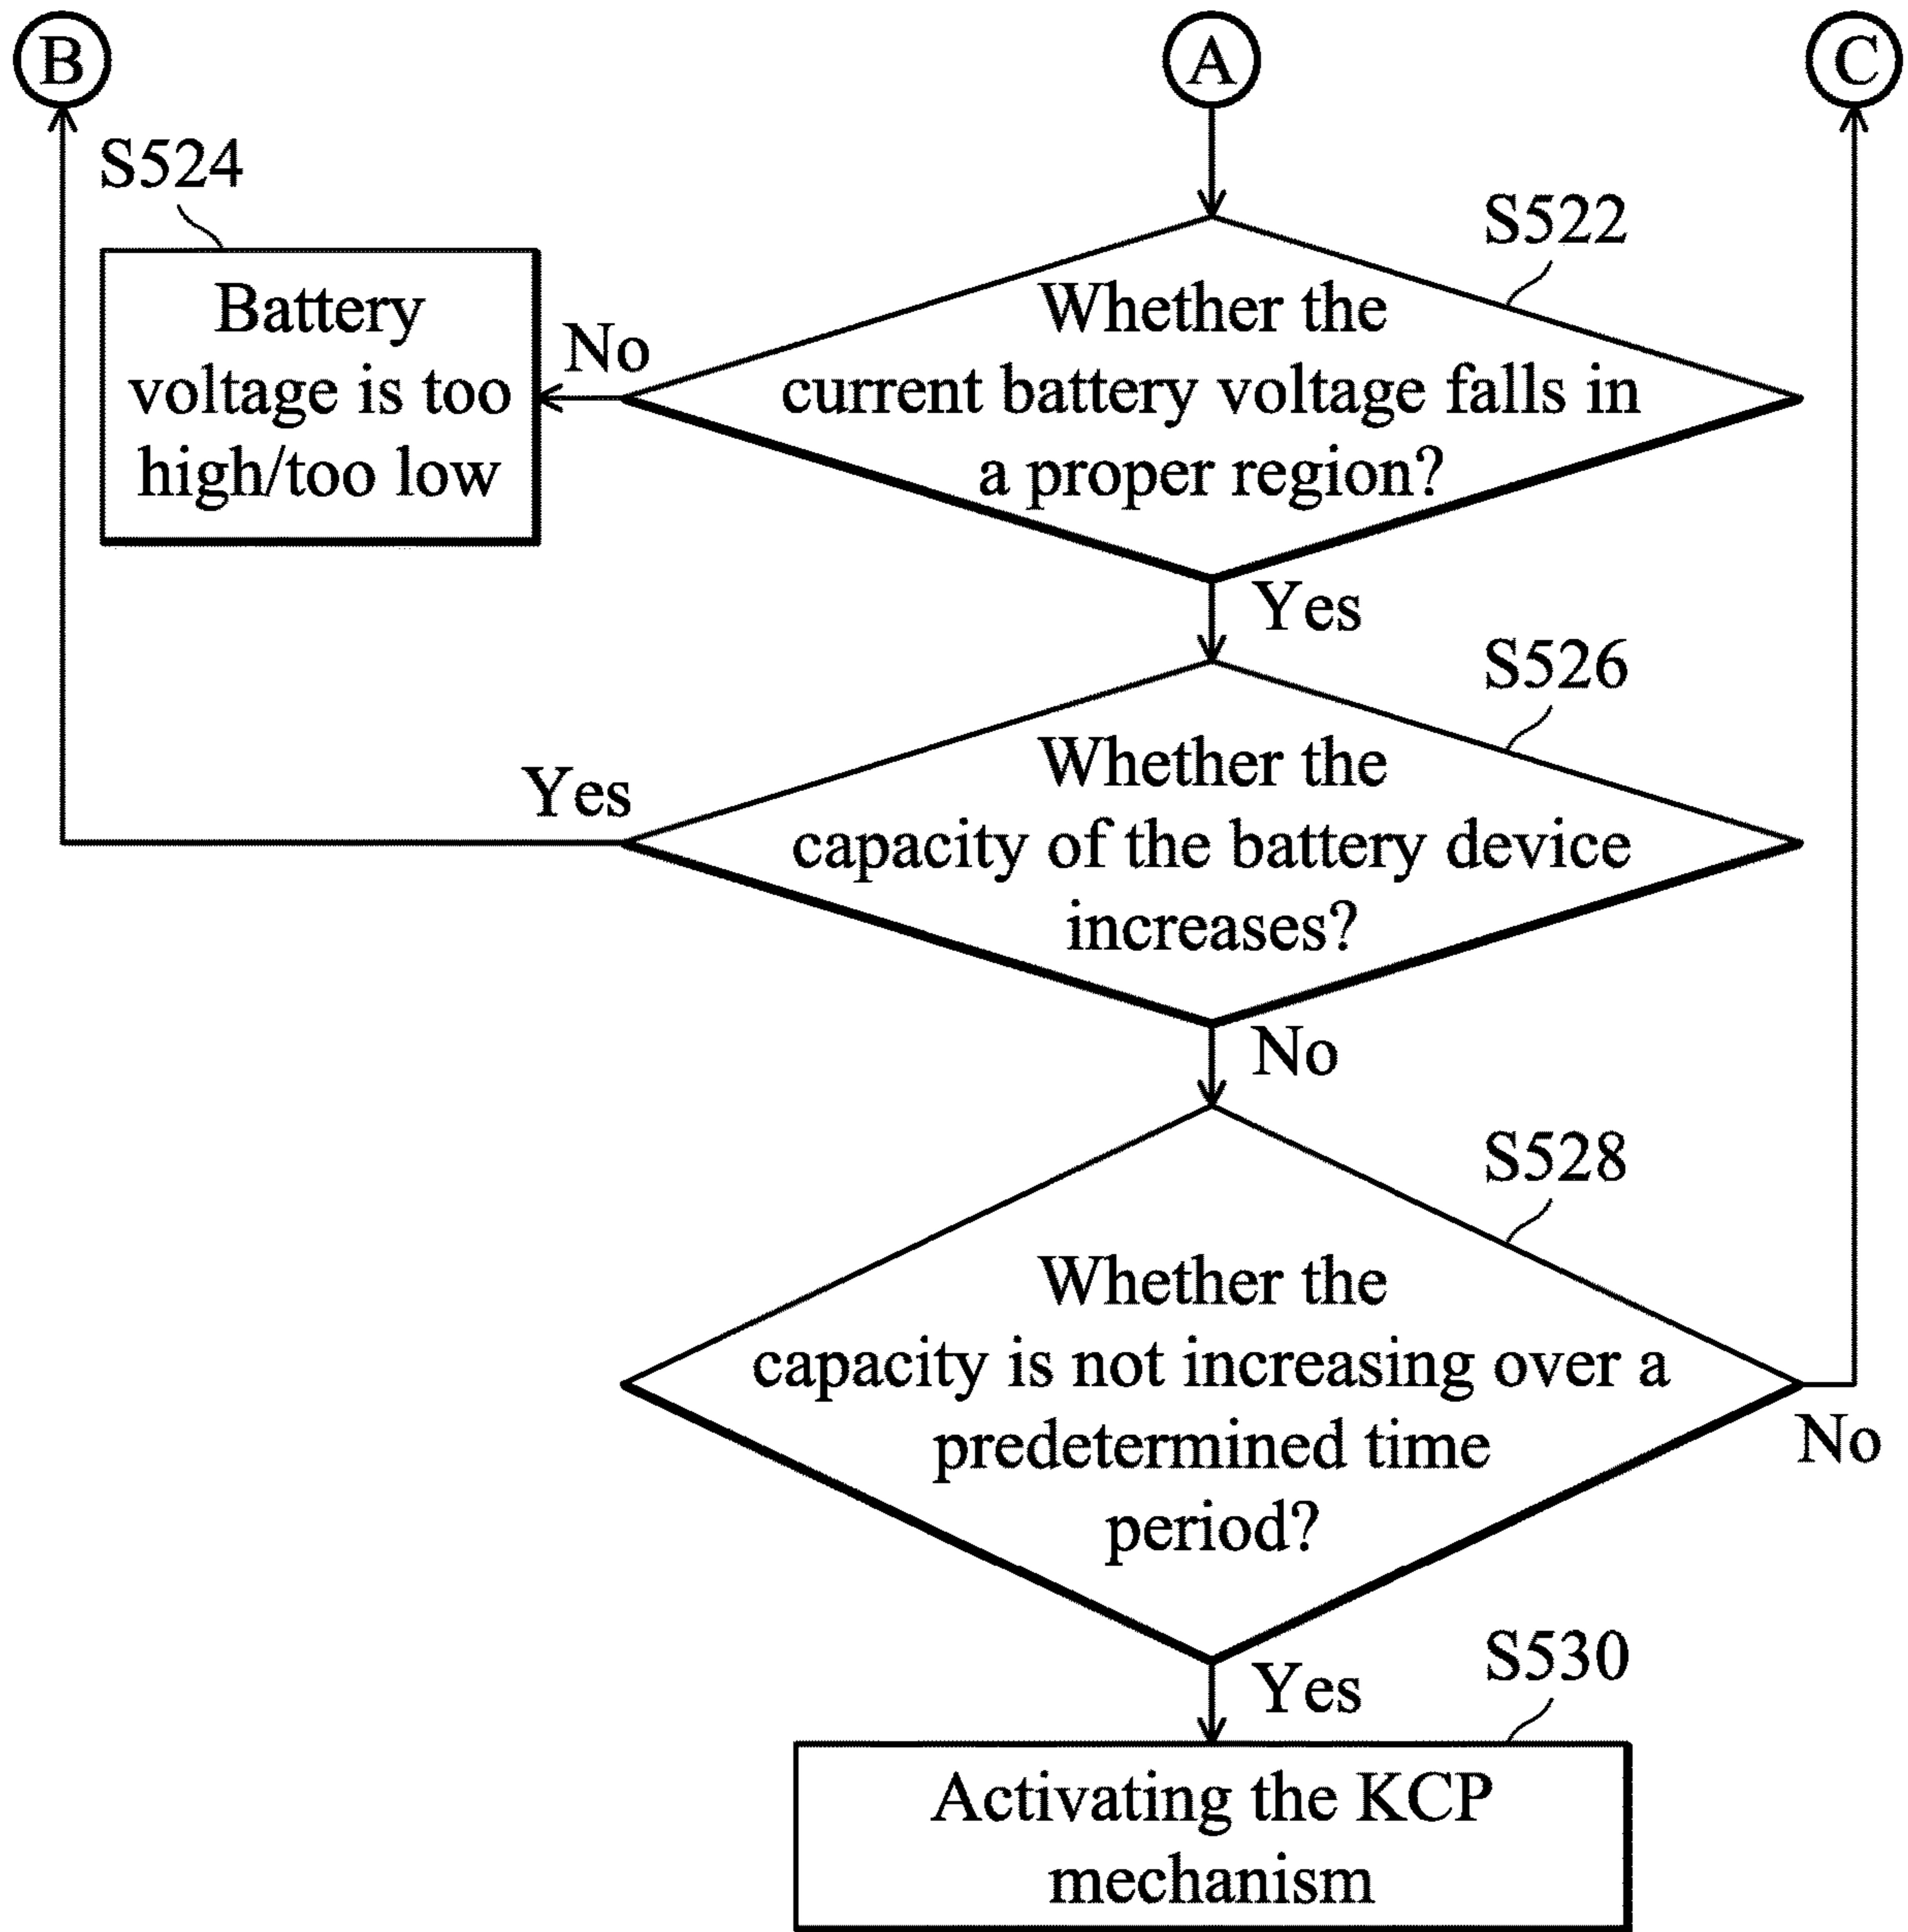 B
A
C
S524
S522
Battery
voltage is too
high/too low
No
Whether the
current battery voltage falls in
a proper region?
Yes
S526
Whether the
capacity of the battery device
increases?
Yes
No
S528
Whether the
capacity is not increasing over a
predetermined time
period?
No
Yes
S530
Activating the KCP
mechanism